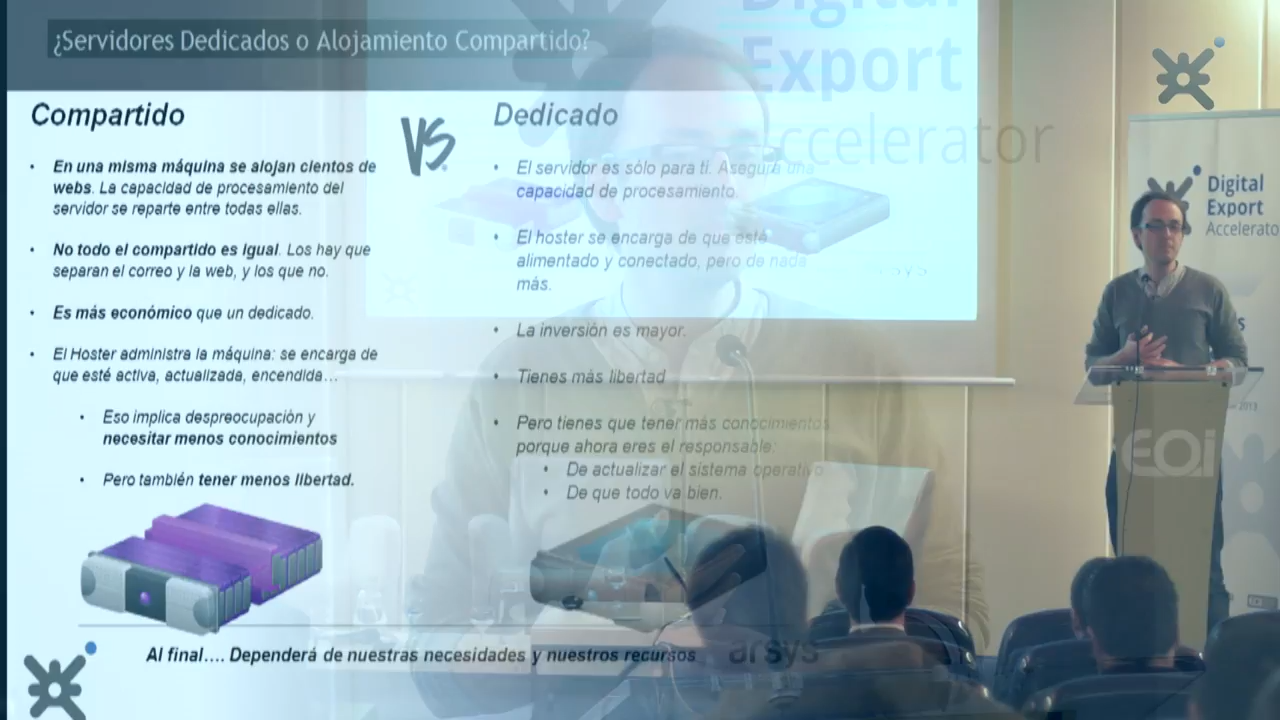 ¿Servidores Dedicados o Alojamiento Compartido?
Compartido
VS.
Dedicado
• En una misma máquina se alojan cientos de
webs. La capacidad de procesamiento del
servidor se reparte entre todas ellas.
• No todo el compartido es igual. Los hay que
separan el correo y la web, y los que no.
• Es más económico que un dedicado.
• El Hoster administra la máquina: se encarga de
que esté activa, actualizada, encendida…
• Eso implica despreocupación y
necesitar menos conocimientos
• Pero también tener menos libertad.
• El servidor es sólo para tí. Asegura una
capacidad de procesamiento.
• El hoster se encarga de que esté
alimentado y conectado, pero de nada
más.
• La inversión es mayor.
• Tienes más libertad
• Pero tienes que tener más conocimientos
porque ahora eres el responsable:
• De actualizar el sistema operativo
• De que todo va bien.
Al final.... Dependerá de nuestras necesidades y nuestros recursos
arsys
Digital
Export
Accelerator
Digital
Export
Accelerato
2013
EOi